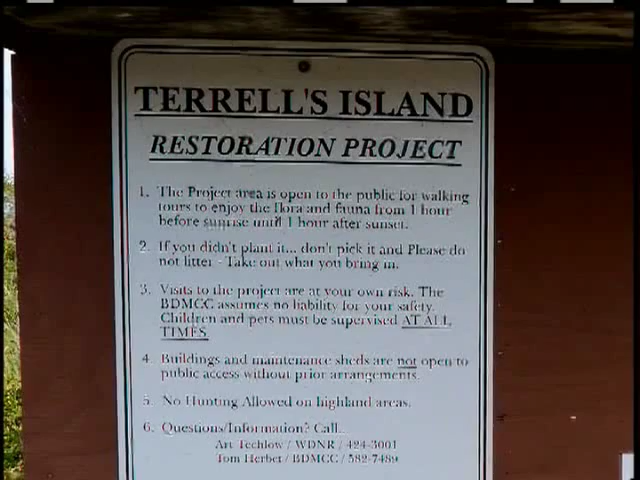 TERRELL'S ISLAND
RESTORATION PROJECT
1. The Project area is open to the public for walking
tours to enjoy the flora and fauna from 1 hour
before sunrise until 1 hour after sunset.
2. If you didn't plant it... don't pick it and Please do
not litter - Take out what you bring in.
3. Visits to the project are at your own risk. The
BDMCC assumes no liability for your safety.
Children and pets must be supervised AT ALL
TIMES.
4. Buildings and maintenance sheds are not open to
public access without prior arrangements.
5. No Hunting Allowed on highland areas.
6. Questions/Information? Call.
Art Techlow / WDNR / 424-3001
Tom Herbet / BDMCC / 582-7489